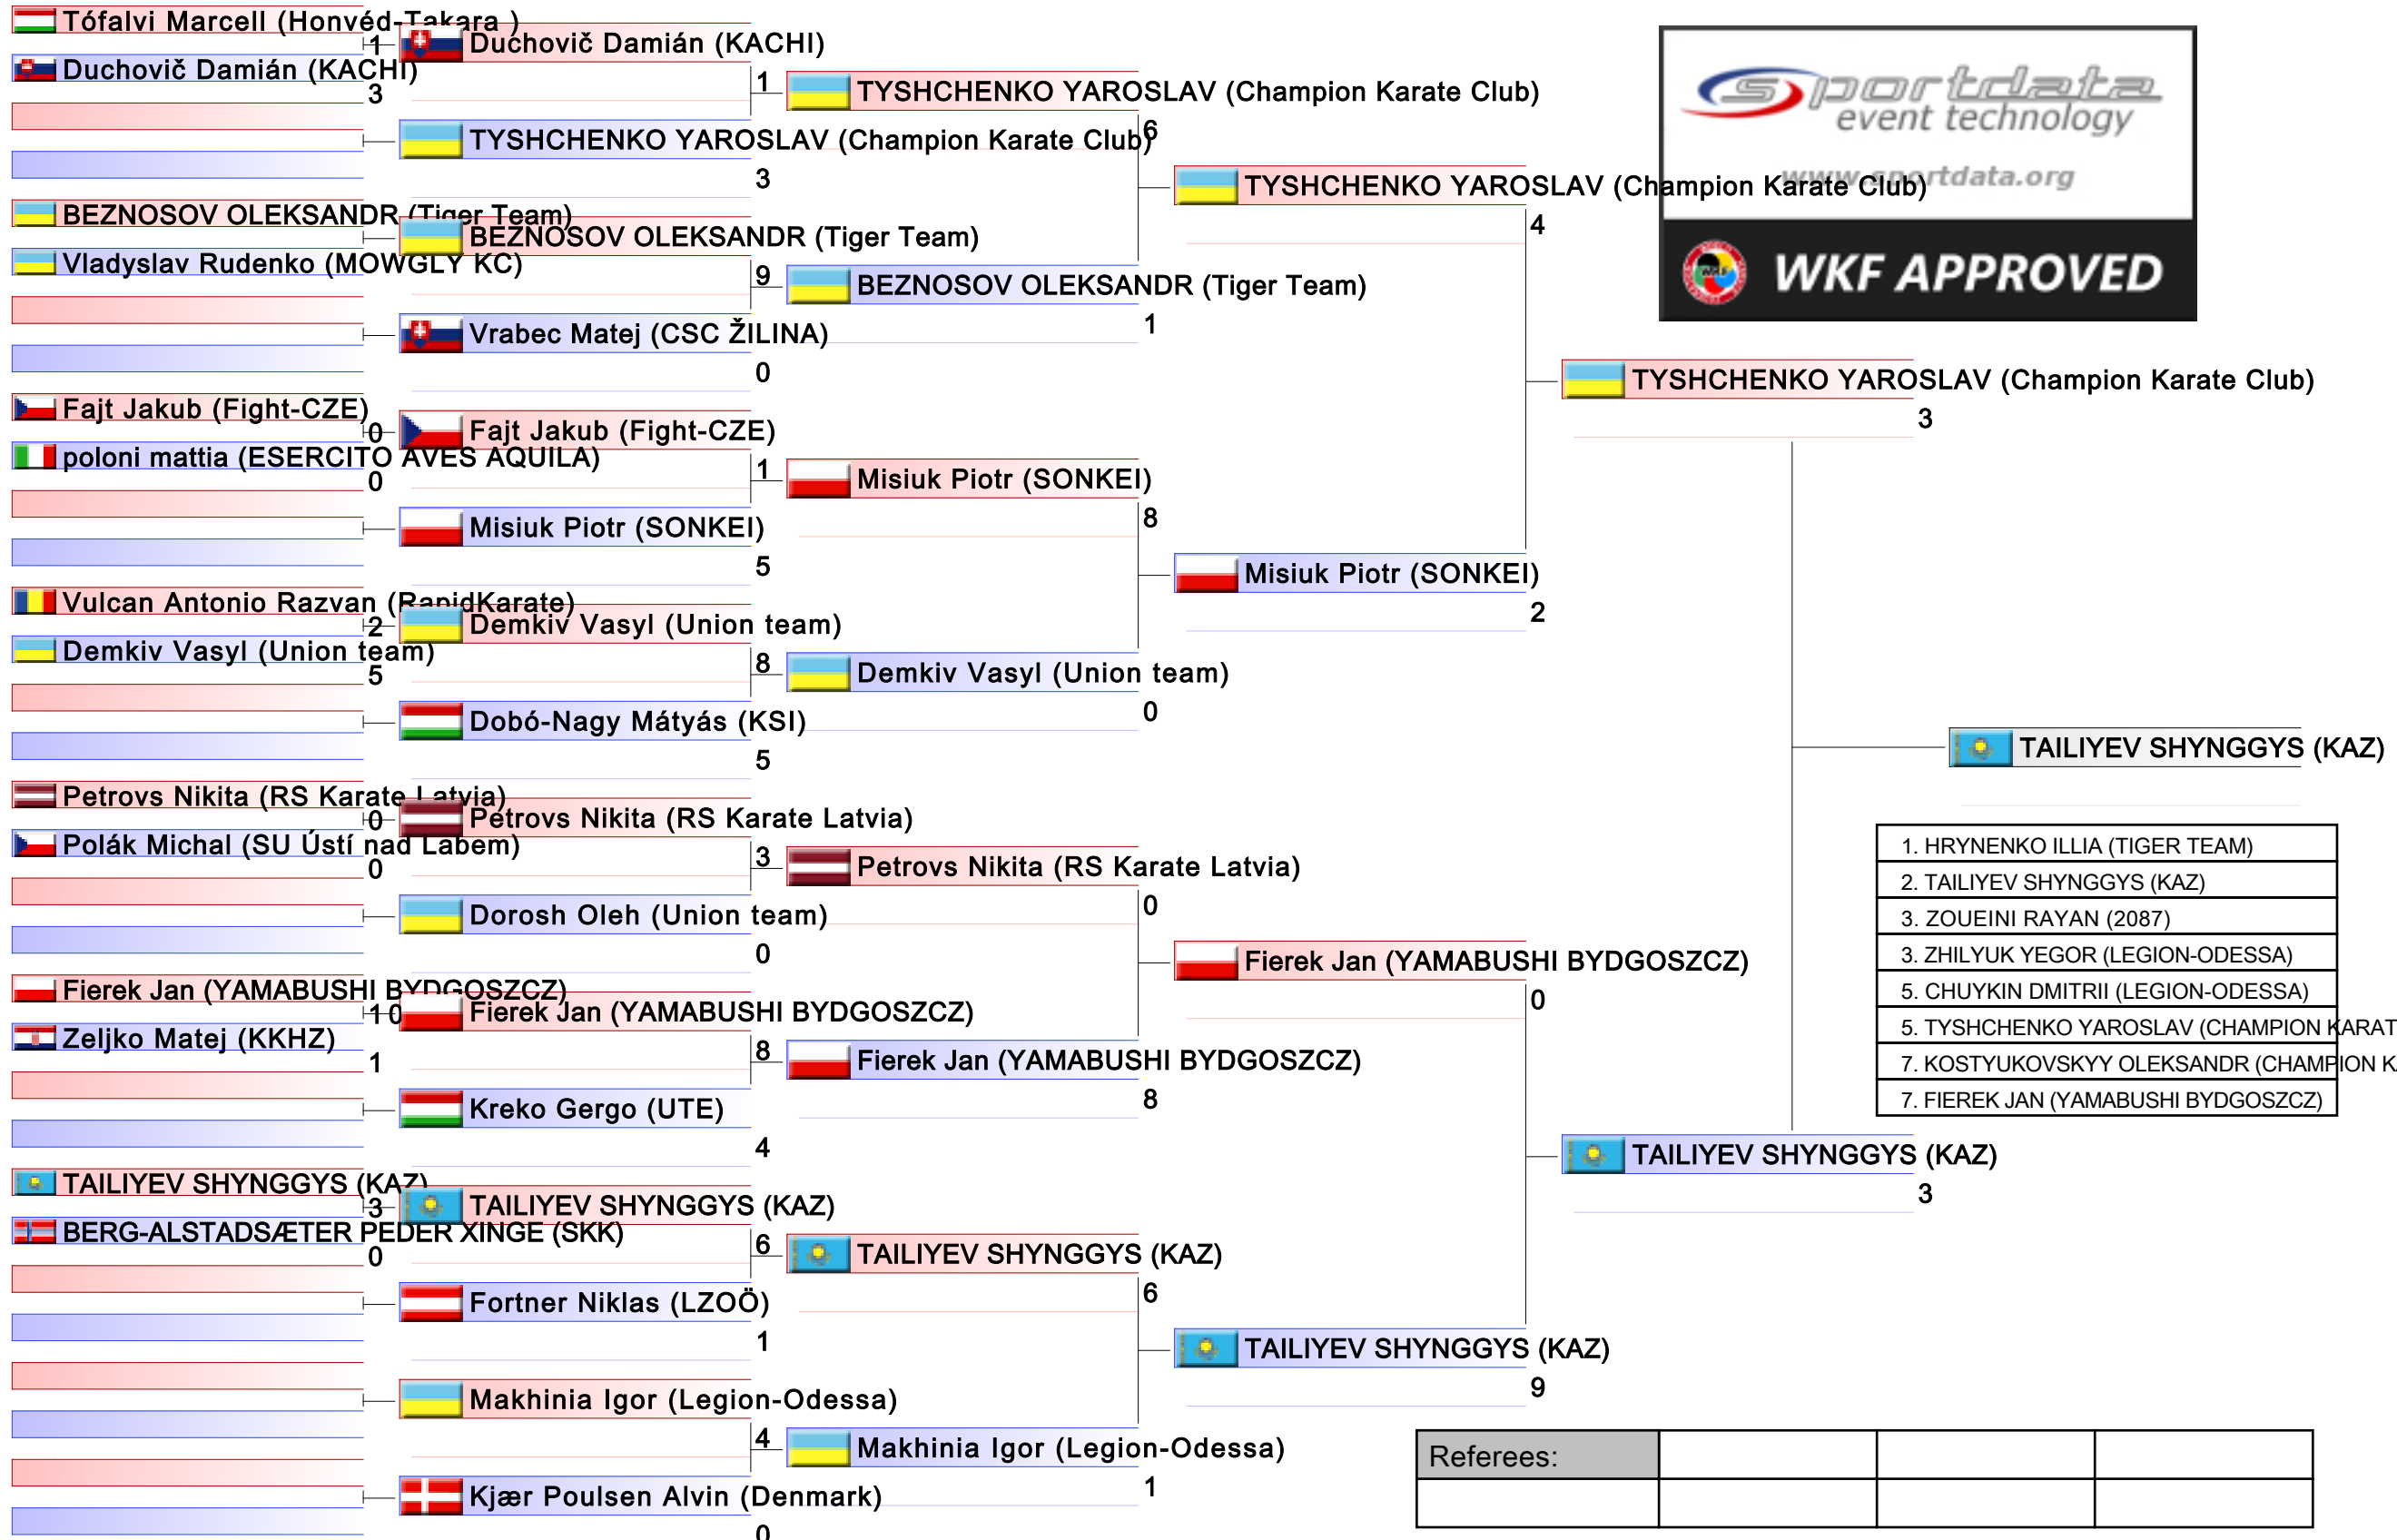 Tófalvi Marcell (Honvéd-Takara )
1
Duchovič Damián (KACHI)
3
BEZNOSOV OLEKSANDR (Tiger Team)
Vladyslav Rudenko (MOWGLY KC)
Fajt Jakub (Fight-CZE)
0
poloni mattia (ESERCITO AVES AQUILA)
0
Vulcan Antonio Razvan (RapidKarate)
2
Demkiv Vasyl (Union team)
5
Petrovs Nikita (RS Karate Latvia)
0
Polák Michal (SU Ústí nad Labem)
0
Fierek Jan (YAMABUSHI BYDGOSZCZ)
10
Zeljko Matej (KKHZ)
1
TAILIYEV SHYNGGYS (KAZ)
3
BERG-ALSTADSÆTER PEDER XINGE (SKK)
0
Duchovič Damián (KACHI)
1
TYSHCHENKO YAROSLAV (Champion Karate Club)
3
BEZNOSOV OLEKSANDR (Tiger Team)
9
Vrabec Matej (CSC ŽILINA)
0
Fajt Jakub (Fight-CZE)
1
Misiuk Piotr (SONKEI)
5
Demkiv Vasyl (Union team)
8
Dobó-Nagy Mátyás (KSI)
5
Petrovs Nikita (RS Karate Latvia)
3
Dorosh Oleh (Union team)
0
Fierek Jan (YAMABUSHI BYDGOSZCZ)
8
Kreko Gergo (UTE)
4
TAILIYEV SHYNGGYS (KAZ)
6
Fortner Niklas (LZOÖ)
1
Makhinia Igor (Legion-Odessa)
4
Kjær Poulsen Alvin (Denmark)
0
TYSHCHENKO YAROSLAV (Champion Karate Club)
6
BEZNOSOV OLEKSANDR (Tiger Team)
1
Misiuk Piotr (SONKEI)
8
Demkiv Vasyl (Union team)
0
Petrovs Nikita (RS Karate Latvia)
0
Fierek Jan (YAMABUSHI BYDGOSZCZ)
8
TAILIYEV SHYNGGYS (KAZ)
6
Makhinia Igor (Legion-Odessa)
1
TYSHCHENKO YAROSLAV (Champion Karate Club)
4
Misiuk Piotr (SONKEI)
2
Fierek Jan (YAMABUSHI BYDGOSZCZ)
0
TAILIYEV SHYNGGYS (KAZ)
9
TYSHCHENKO YAROSLAV (Champion Karate Club)
3
TAILIYEV SHYNGGYS (KAZ)
3
TAILIYEV SHYNGGYS (KAZ)
sportdata
event technology
www.sportdata.org
WKF
WKF APPROVED
1. HRYNENKO ILLIA (TIGER TEAM)
2. TAILIYEV SHYNGGYS (KAZ)
3. ZOUEINI RAYAN (2087)
3. ZHILYUK YEGOR (LEGION-ODESSA)
5. CHUYKIN DMITRII (LEGION-ODESSA)
5. TYSHCHENKO YAROSLAV (CHAMPION KARAT
7. KOSTYUKOVSKYY OLEKSANDR (CHAMPION KA
7. FIEREK JAN (YAMABUSHI BYDGOSZCZ)
Referees: